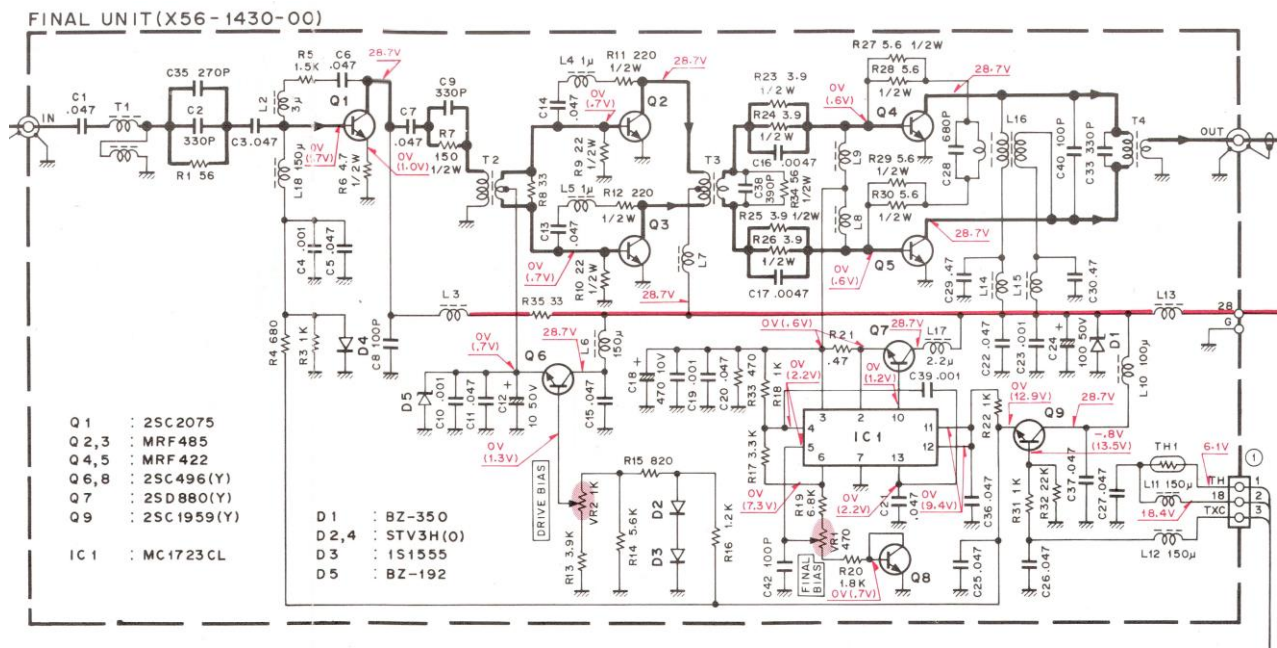 FINAL UNIT (X56-1430-00)
IN
C1
.047
T1
C35 270P
C2
330P
R1 56
C3.047
L2
3µ
R5
1.5K
C6
.047
28.7V
Q1
0V
(.7V)
R6 4.7
1/2W
0V
(1.0V)
L18 150µ
C4 .001
C5 .047
C7
.047
C9
330P
R7
150
1/2W
T2
R8 33
L4 1µ
C14
.047
R11 220
1/2W
28.7V
0V
(.7V)
Q2
R9 22
1/2W
L5 1µ
C13
.047
R12 220
1/2W
Q3
0V
(.7V)
R10 22
1/2W
T3
L7
28.7V
R23 3.9
1/2W
R24 3.9
1/2W
C16 .0047
C38
390P
R34 56
1/2W
R25 3.9 1/2W
R26 3.9
1/2W
C17 .0047
R27 5.6 1/2W
R28 5.6
1/2W
28.7V
0V
(.6V)
Q4
L9
L8
R29 5.6
1/2W
R30 5.6
1/2W
C28
680P
0V
(.6V)
Q5
28.7V
L16
C40 100P
C33 330P
T4
OUT
C29.47
L14
L15
C30.47
L13
28
G
L3
R35 33
R4 680
R3 1K
D4
C8 100P
0V
(.7V)
Q6
28.7V
L6
150µ
D5
C10 .001
C11 .047
C12
10 50V
C15 .047
0V
(1.3V)
DRIVE BIAS
VR2 1K
R13 3.9K
R15 820
R14 5.6K
D2
D3
R16 1.2K
0V(.6V)
R21
.47
Q7
28.7V
L17
2.2µ
C39 .001
C18
470 10V
C19 .001
C20 .047
R33 470
R18 1K
0V
(2.2V)
0V
(1.2V)
3
2
10
4
5
IC1
11
12
6
7
13
R17 3.3K
0V
(7.3V)
R19
6.8K
0V
(2.2V)
C21
.047
0V
(9.4V)
C36 .047
R22 1K
C42 100P
VR1
470
FINAL
BIAS
R20
1.8K
0V(.7V)
Q8
C25.047
C22 .047
C23 .001
C24
100 50V
D1
L10 100µ
0V
(12.9V)
Q9
28.7V
-.8V
(13.5V)
R31 1K
R32 22K
C37 .047
C26.047
C27.047
TH1
L11 150µ
18.4V
L12 150µ
6.1V
TH
18
TXC
1
1
2
3
Q1 : 2SC2075
Q2,3 : MRF485
Q4,5 : MRF422
Q6,8 : 2SC496(Y)
Q7 : 2SD880(Y)
Q9 : 2SC1959(Y)
IC1 : MC1723CL
D1 : BZ-350
D2,4 : STV3H(O)
D3 : 1S1555
D5 : BZ-192